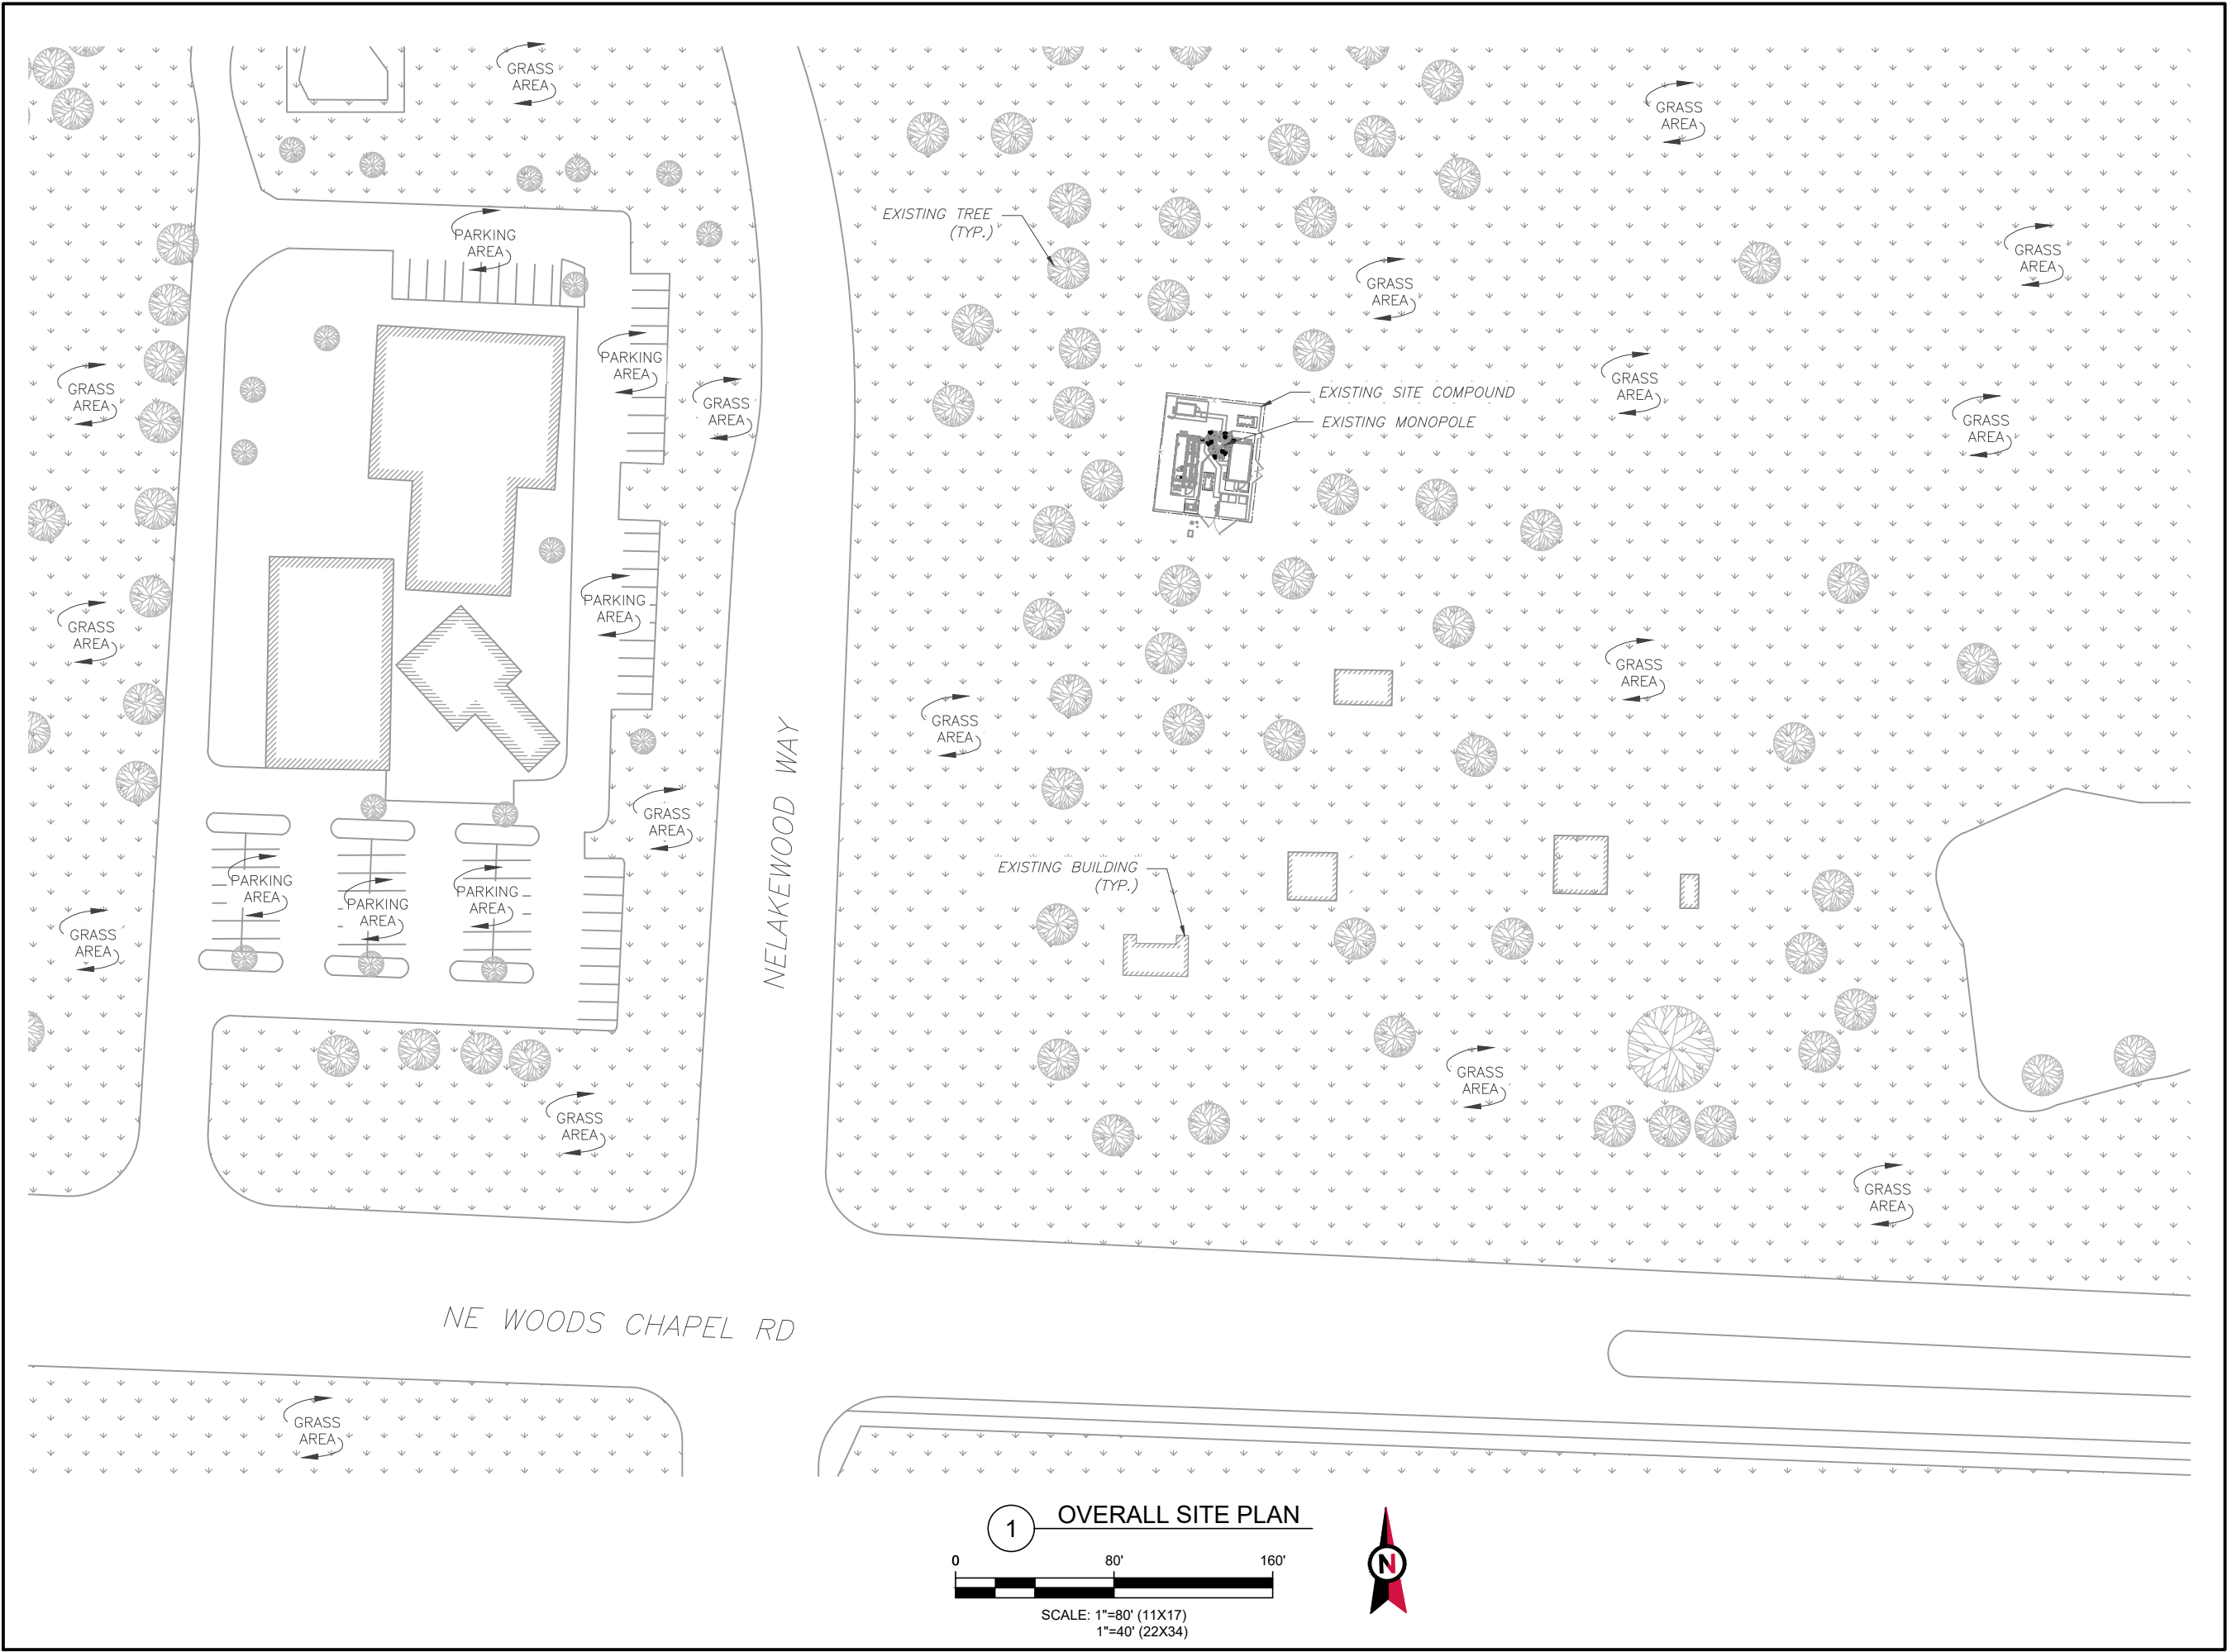 GRASS
AREA
GRASS
AREA
EXISTING TREE
(TYP.)
PARKING
AREA
GRASS
AREA
GRASS
AREA
PARKING
AREA
GRASS
AREA
GRASS
AREA
GRASS
AREA
EXISTING SITE COMPOUND
EXISTING MONOPOLE
GRASS
AREA
GRASS
AREA
PARKING
AREA
GRASS
AREA
GRASS
AREA
GRASS
AREA
NELAKEWOOD WAY
GRASS
AREA
EXISTING BUILDING
(TYP.)
PARKING
AREA
PARKING
AREA
PARKING
AREA
GRASS
AREA
GRASS
AREA
GRASS
AREA
GRASS
AREA
NE WOODS CHAPEL RD
GRASS
AREA
1
OVERALL SITE PLAN
0 80' 160'
SCALE: 1"=80' (11X17)
1"=40' (22X34)
N